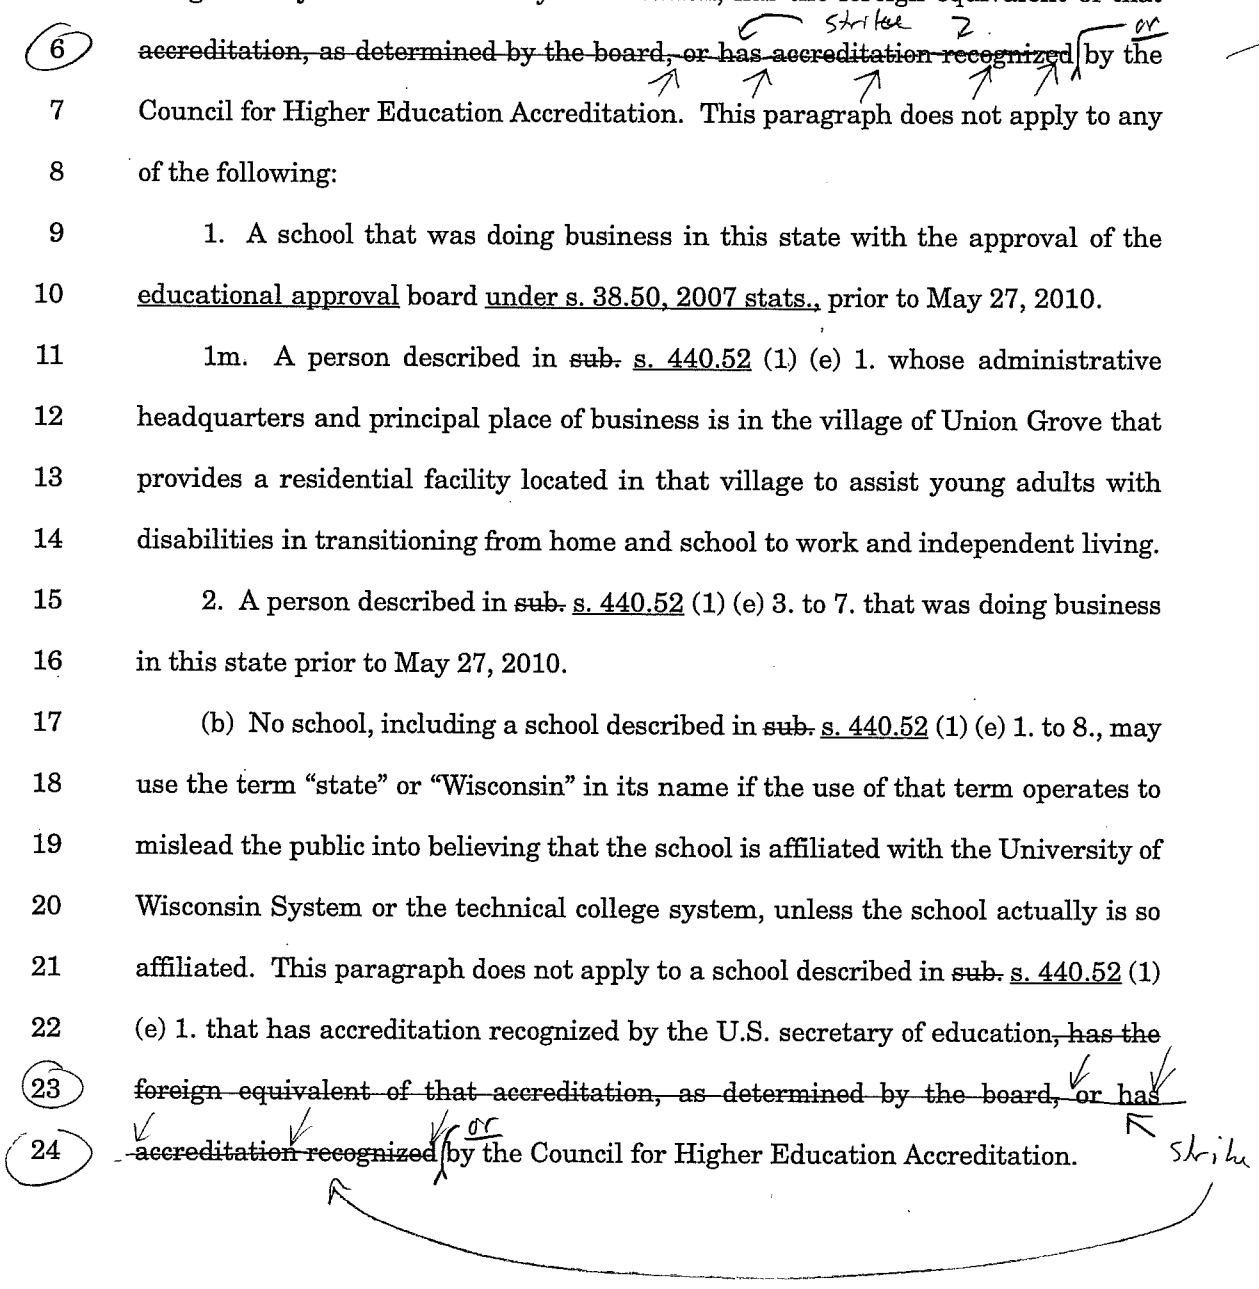 strike 2. or
6 accreditation, as determined by the board, or has accreditation recognized by the
7 Council for Higher Education Accreditation. This paragraph does not apply to any
8 of the following:
9 1. A school that was doing business in this state with the approval of the
10 educational approval board under s. 38.50, 2007 stats., prior to May 27, 2010.
11 1m. A person described in sub. s. 440.52 (1) (e) 1. whose administrative
12 headquarters and principal place of business is in the village of Union Grove that
13 provides a residential facility located in that village to assist young adults with
14 disabilities in transitioning from home and school to work and independent living.
15 2. A person described in sub. s. 440.52 (1) (e) 3. to 7. that was doing business
16 in this state prior to May 27, 2010.
17 (b) No school, including a school described in sub. s. 440.52 (1) (e) 1. to 8., may
18 use the term “state” or “Wisconsin” in its name if the use of that term operates to
19 mislead the public into believing that the school is affiliated with the University of
20 Wisconsin System or the technical college system, unless the school actually is so
21 affiliated. This paragraph does not apply to a school described in sub. s. 440.52 (1)
22 (e) 1. that has accreditation recognized by the U.S. secretary of education, has the
23 foreign equivalent of that accreditation, as determined by the board, or has
or
24 accreditation recognized by the Council for Higher Education Accreditation. strike